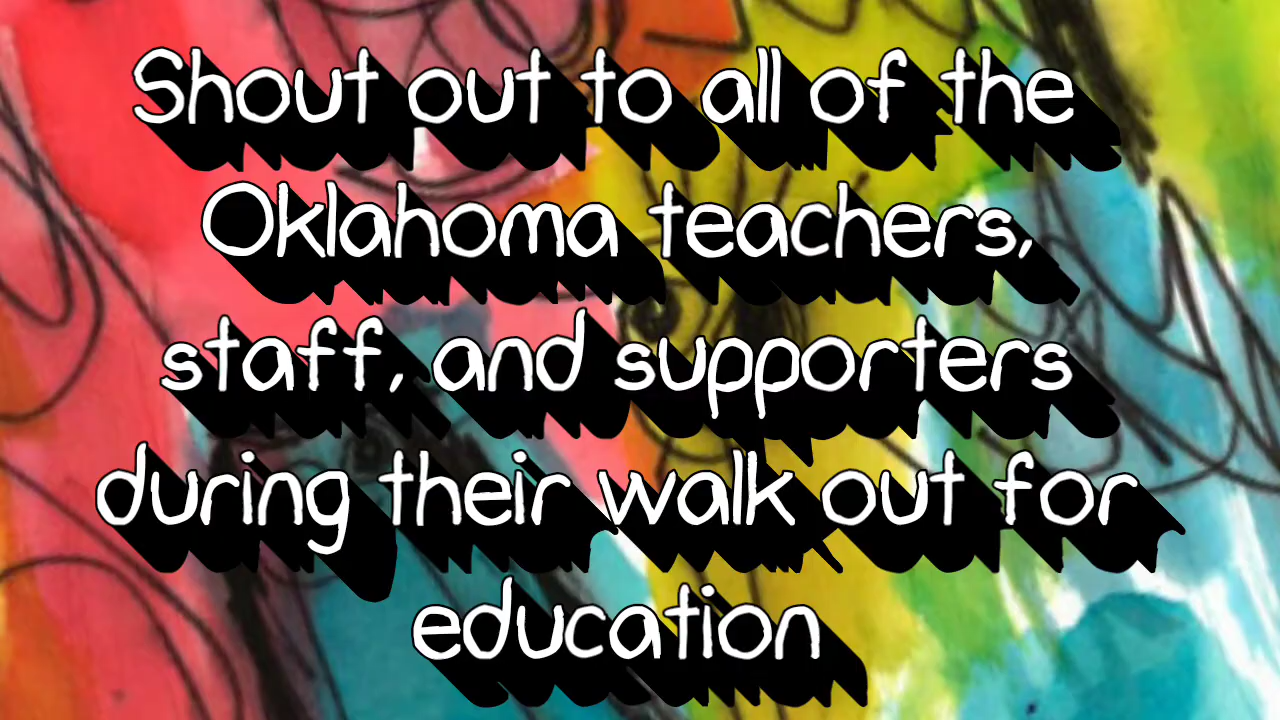 Shout out to all of the
Oklahoma teachers,
staff, and supporters
during their walk out for
education